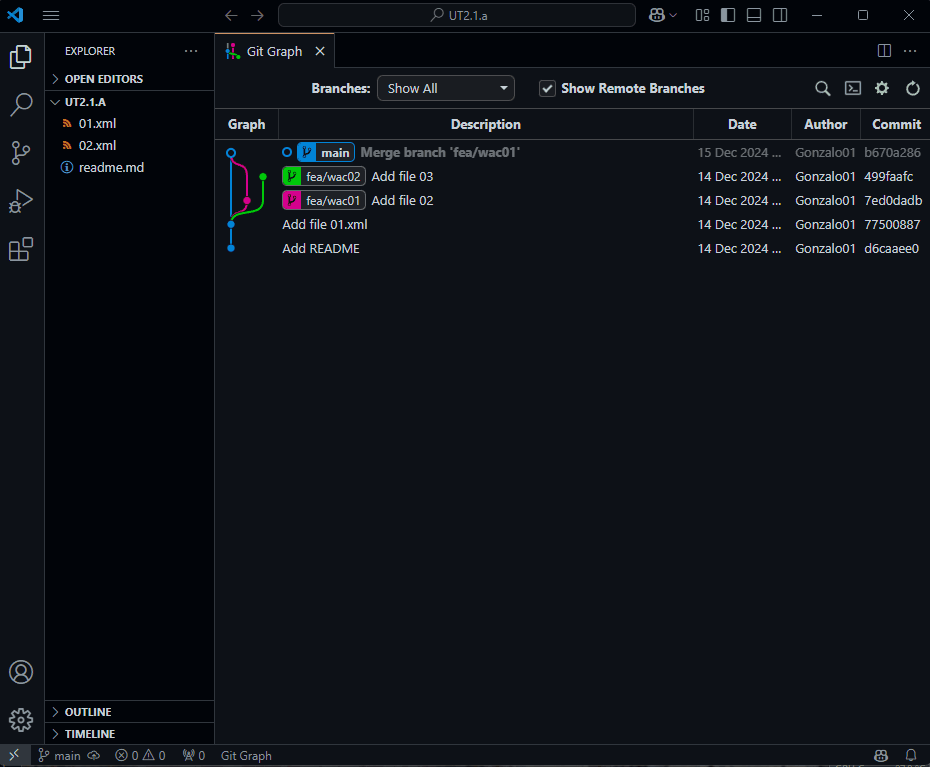 UT2.1.a
EXPLORER
Git Graph
OPEN EDITORS
UT2.1.A
01.xml
02.xml
readme.md
Branches: Show All Show Remote Branches
Graph Description Date Author Commit
main Merge branch 'fea/wac01' 15 Dec 2024 ... Gonzalo01 b670a286
fea/wac02 Add file 03 14 Dec 2024 ... Gonzalo01 499faafc
fea/wac01 Add file 02 14 Dec 2024 ... Gonzalo01 7ed0dadb
Add file 01.xml 14 Dec 2024 ... Gonzalo01 77500887
Add README 14 Dec 2024 ... Gonzalo01 d6caaee0
OUTLINE
TIMELINE
main 0 0 0 Git Graph